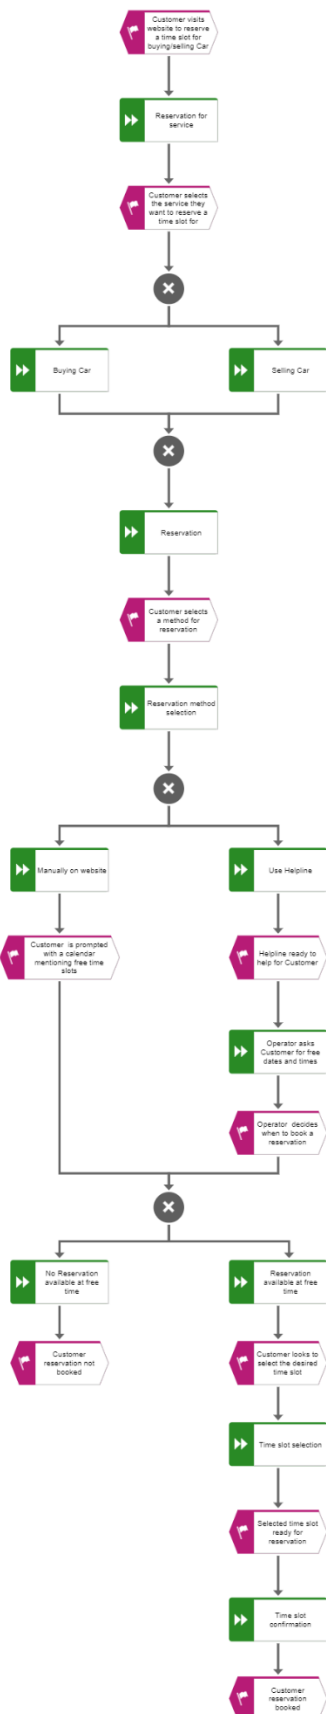 Customer visits
website to reserve
a time slot for
buying/selling Car
Reservation for
service
Customer selects
the service they
want to reserve a
time slot for
Buying Car
Selling Car
Reservation
Customer selects
a method for
reservation
Reservation method
selection
Manually on website
Use Helpline
Customer is prompted
with a calendar
mentioning free time
slots
Helpline ready to
help for Customer
Operator asks
Customer for free
dates and times
Operator decides
when to book a
reservation
No Reservation
available at free
time
Reservation
available at free
time
Customer
reservation not
booked
Customer looks to
select the desired
time slot
Time slot selection
Selected time slot
ready for
reservation
Time slot
confirmation
Customer
reservation
booked